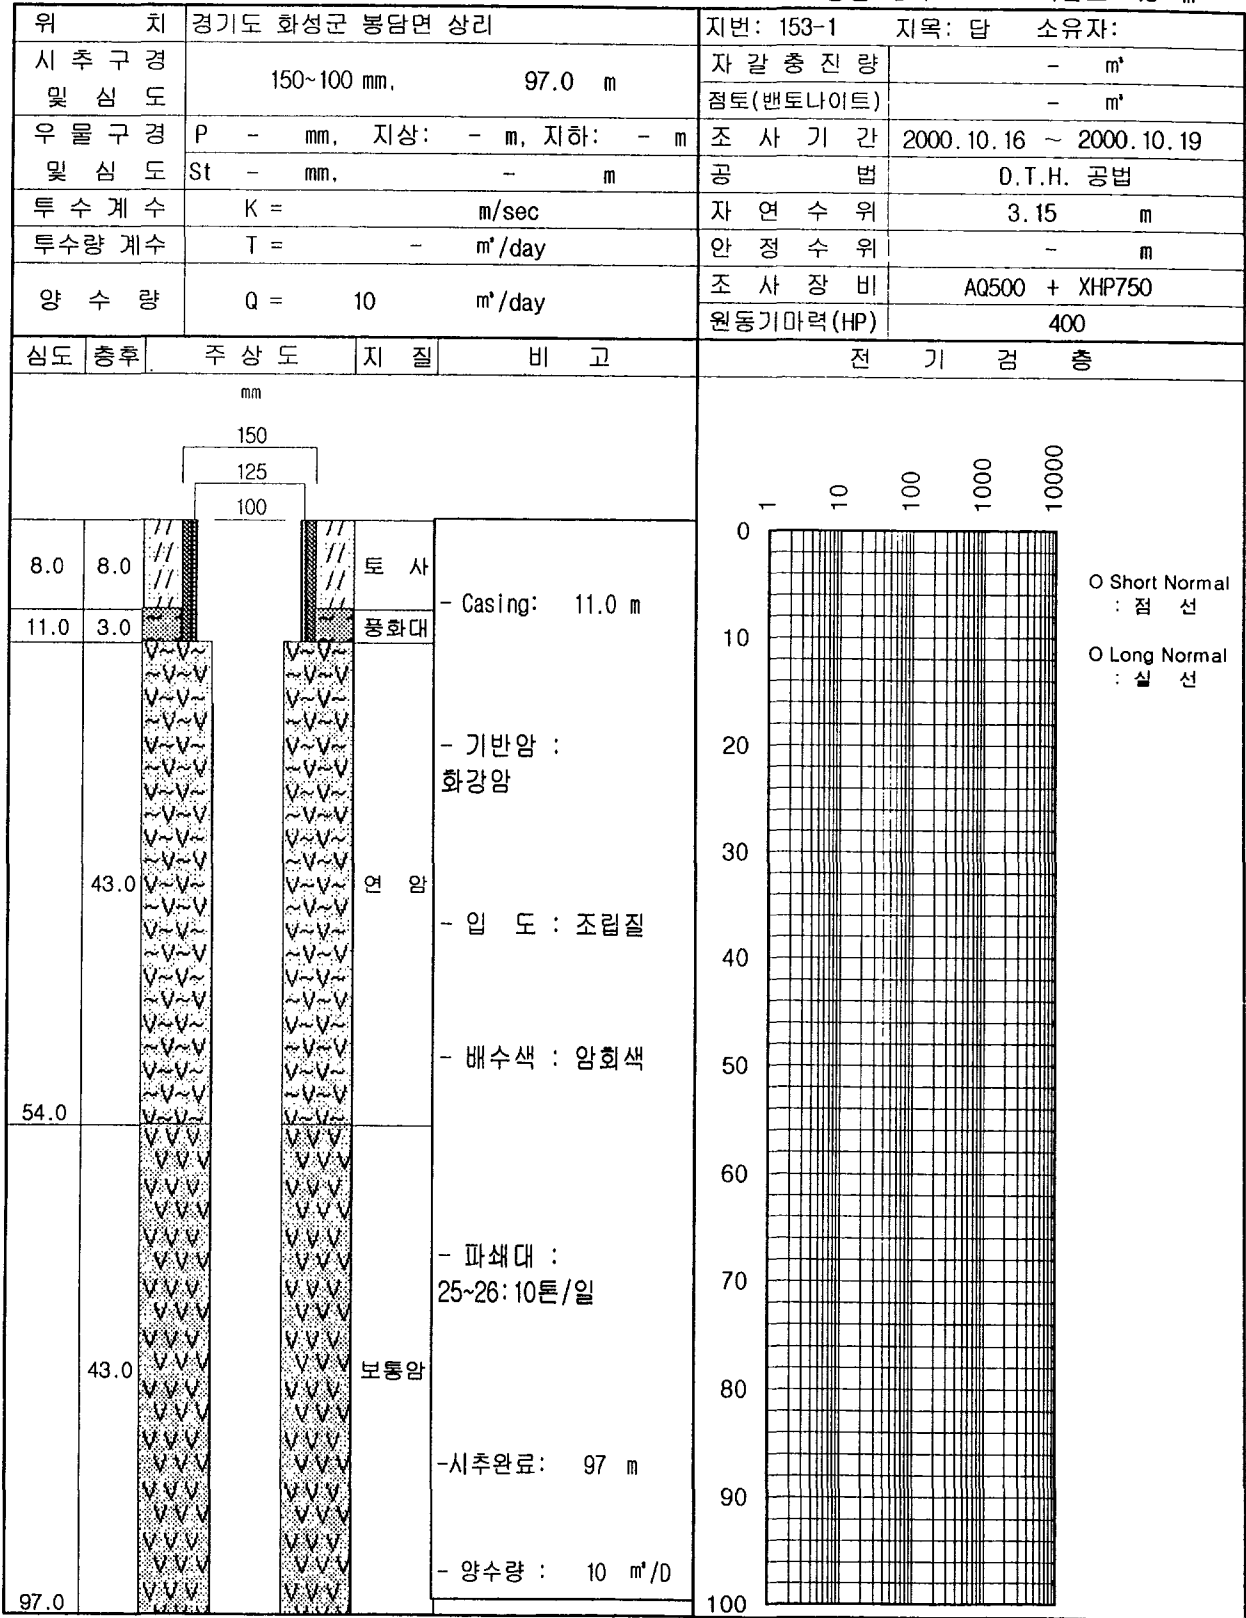 위 치 경기도 화성군 봉담면 상리 지번: 153-1 지목: 답 소유자:
시 추 구 경 및 심 도 150~100 mm, 97.0 m
자 갈 충 진 량 - m³
점토(밴토나이트) - m³
우 물 구 경 및 심 도 P - mm, 지상: - m, 지하: - m
St - mm, - m
조 사 기 간 2000.10.16 ~ 2000.10.19
공 법 D.T.H. 공법
투 수 계 수 K = m/sec
자 연 수 위 3.15 m
투수량 계수 T = - m³/day
안 정 수 위 - m
양 수 량 Q = 10 m³/day
조 사 장 비 AQ500 + XHP750
원동기마력(HP) 400
심도 층후 주 상 도 지 질 비 고 전 기 검 층
mm
150
125
100
8.0 8.0 토 사
11.0 3.0 풍화대
- Casing: 11.0 m
- 기반암 :
화강암
43.0 연 암
- 입 도 : 조립질
- 배수색 : 암회색
54.0
- 파쇄대 :
25~26:10톤/일
43.0 보통암
-시추완료: 97 m
- 양수량 : 10 m³/D
97.0
1 10 100 1000 10000
0
10
20
30
40
50
60
70
80
90
100
O Short Normal
: 점 선
O Long Normal
: 실 선